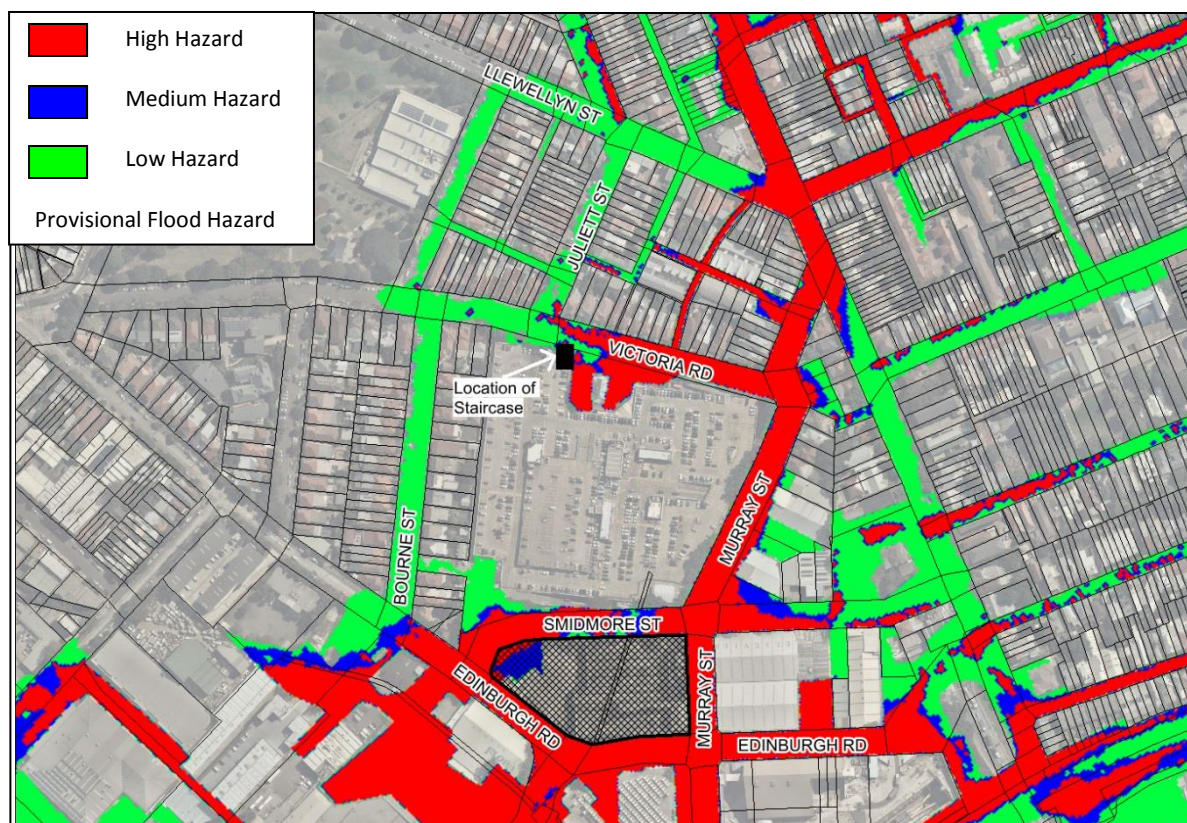 High Hazard
Medium Hazard
Low Hazard
Provisional Flood Hazard
LLEWELLYN ST
JULIETT ST
VICTORIA RD
Location of
Staircase
MURRAY ST
BOURNE ST
SMIDMORE ST
EDINBURGH RD
MURRAY ST
EDINBURGH RD